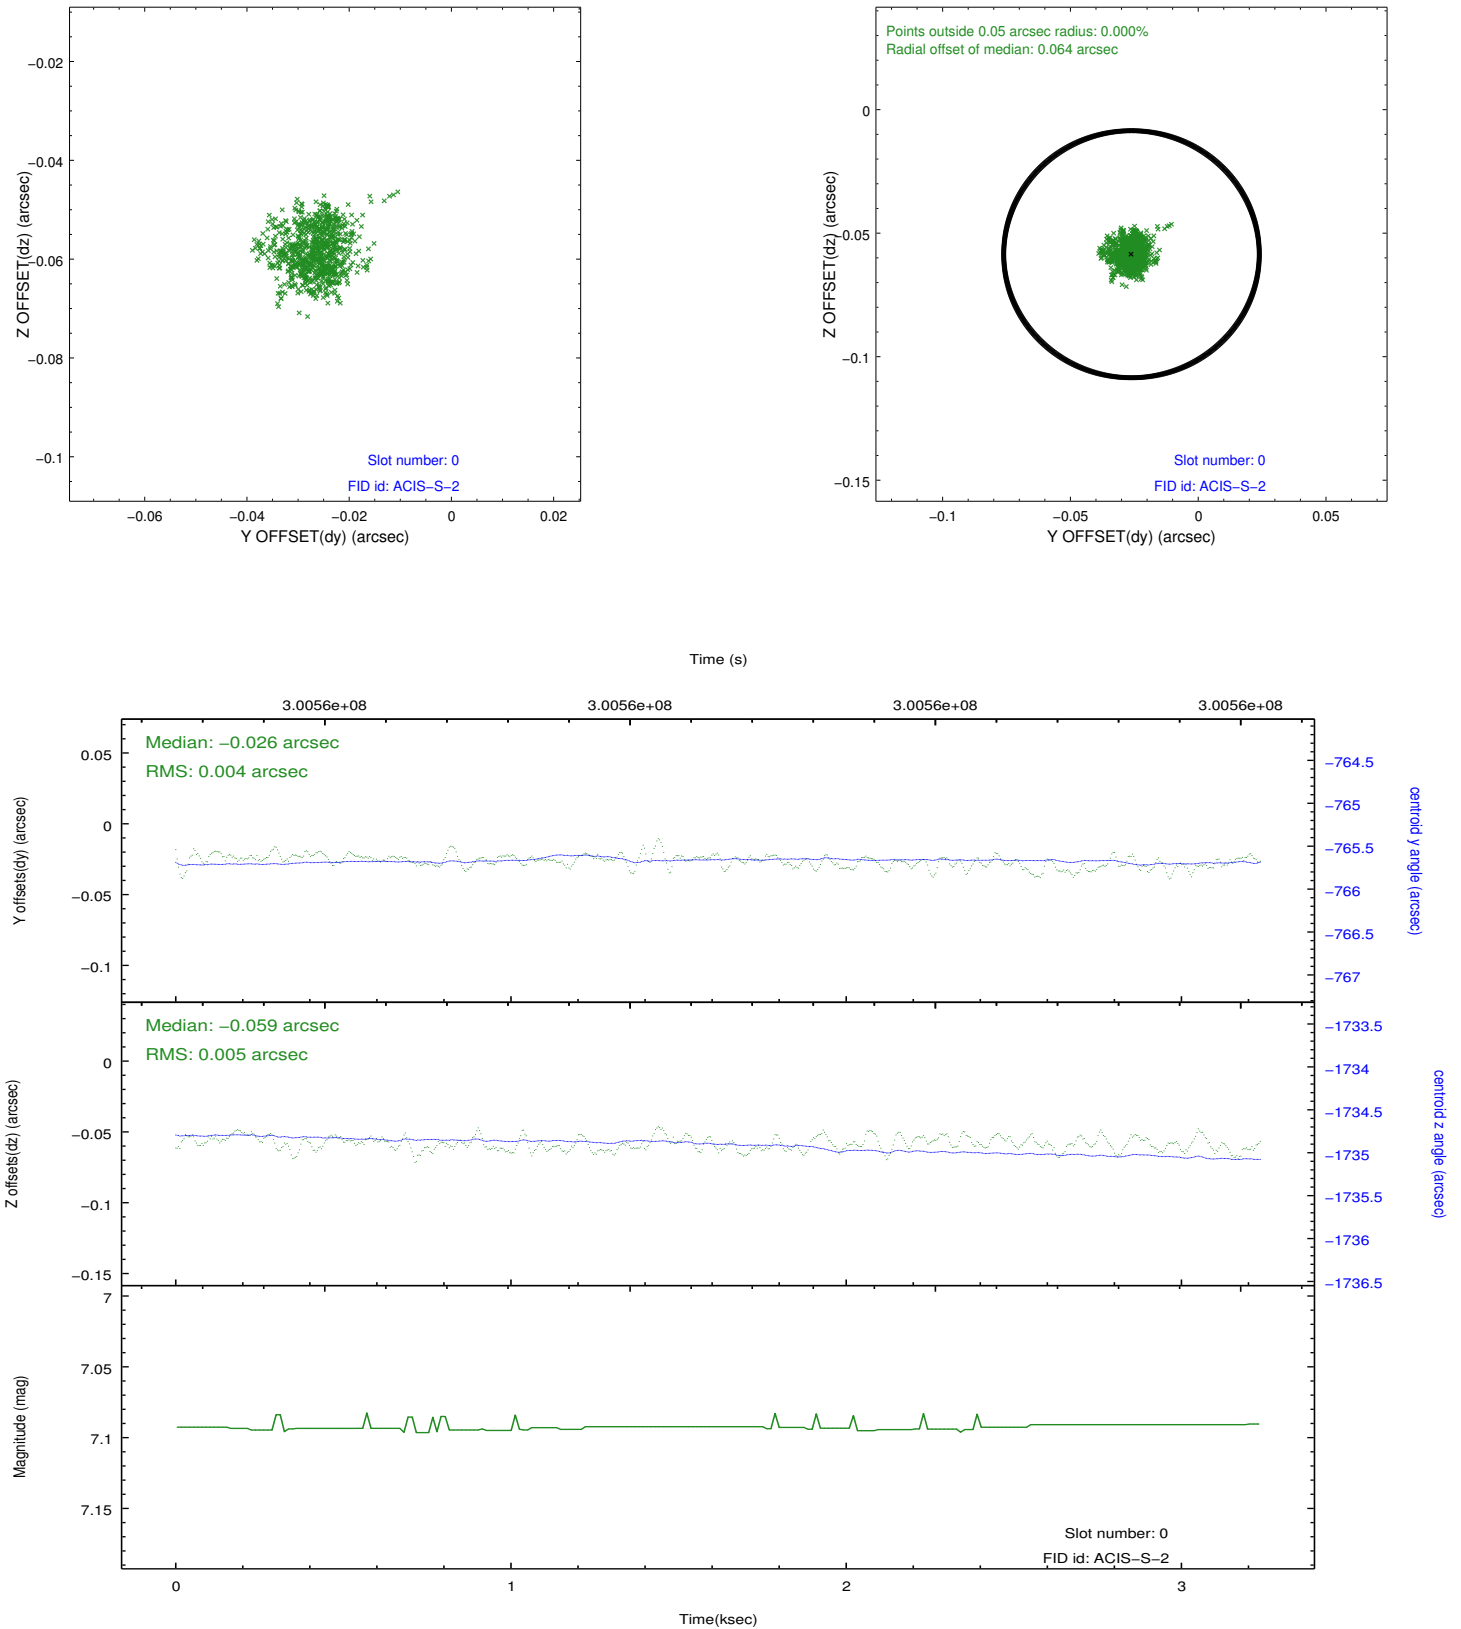 −0.02
−0.04
−0.06
−0.08
−0.1
Z OFFSET(dz) (arcsec)
Slot number: 0
FID id: ACIS−S−2
−0.06
−0.04
−0.02
0
0.02
Y OFFSET(dy) (arcsec)
Points outside 0.05 arcsec radius: 0.000%
Radial offset of median: 0.064 arcsec
0
−0.05
−0.1
−0.15
Z OFFSET(dz) (arcsec)
Slot number: 0
FID id: ACIS−S−2
−0.1
−0.05
0
0.05
Y OFFSET(dy) (arcsec)
Time (s)
3.0056e+08
3.0056e+08
3.0056e+08
3.0056e+08
Median: −0.026 arcsec
RMS: 0.004 arcsec
0.05
0
−0.05
−0.1
Y offsets(dy) (arcsec)
−764.5
−765
−765.5
−766
−766.5
−767
centroid y angle (arcsec)
Median: −0.059 arcsec
RMS: 0.005 arcsec
0
−0.05
−0.1
−0.15
Z offsets(dz) (arcsec)
−1733.5
−1734
−1734.5
−1735
−1735.5
−1736
−1736.5
centroid z angle (arcsec)
7
7.05
7.1
7.15
Magnitude (mag)
Slot number: 0
FID id: ACIS−S−2
0
1
2
3
Time(ksec)